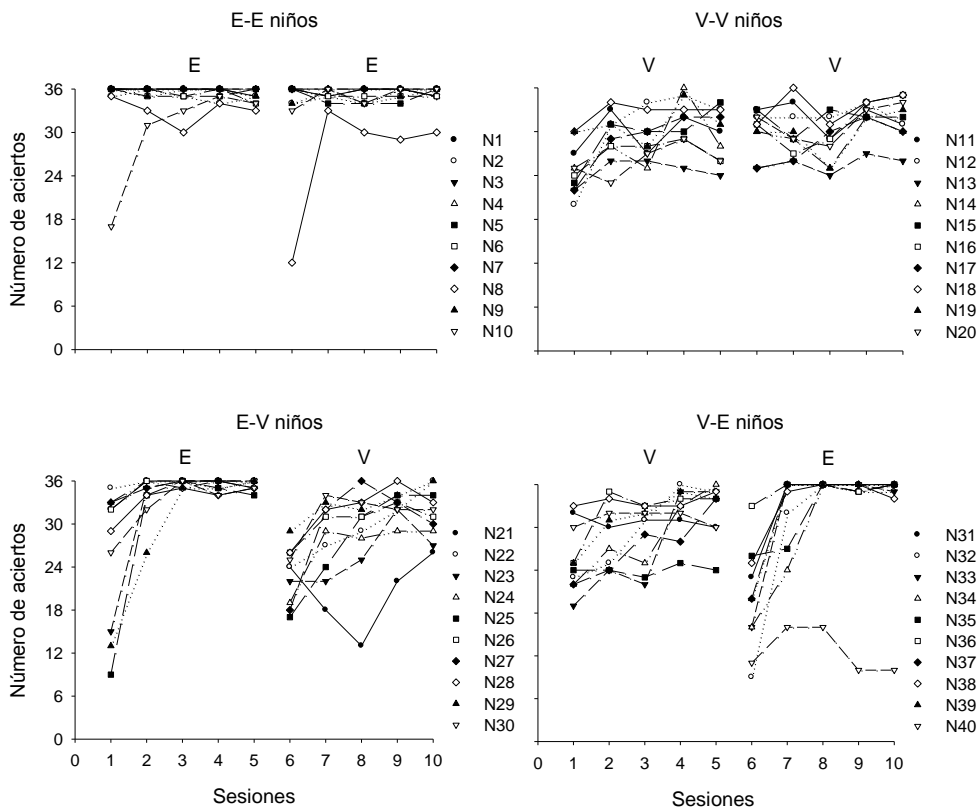 E-E niños
V-V niños
E
E
V
V
Número de aciertos
36
30
24
18
12
6
0
N1
N2
N3
N4
N5
N6
N7
N8
N9
N10
N11
N12
N13
N14
N15
N16
N17
N18
N19
N20
E-V niños
V-E niños
E
V
V
E
Número de aciertos
36
30
24
18
12
6
0
N21
N22
N23
N24
N25
N26
N27
N28
N29
N30
N31
N32
N33
N34
N35
N36
N37
N38
N39
N40
0 1 2 3 4 5 6 7 8 9 10
0 1 2 3 4 5 6 7 8 9 10
Sesiones
Sesiones